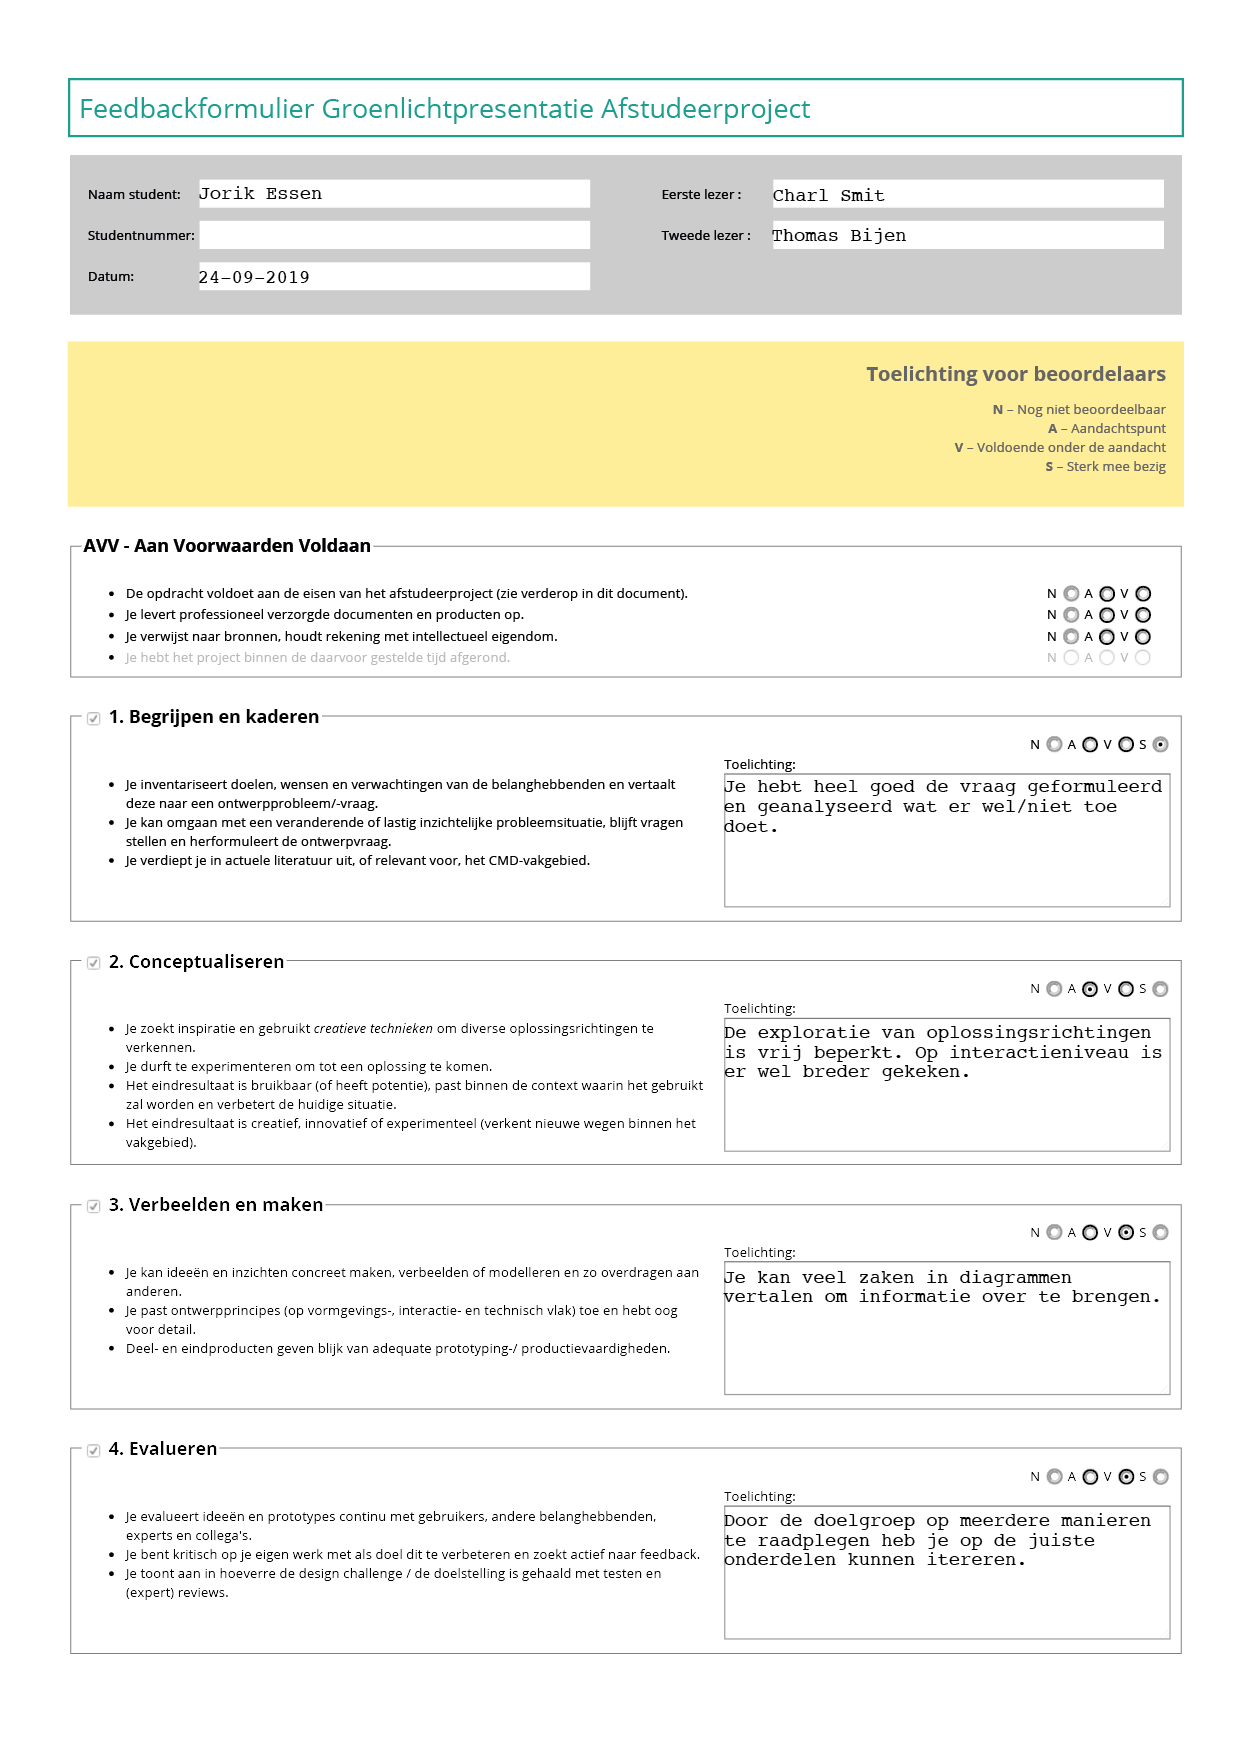 Feedbackformulier Groenlichtpresentatie Afstudeerproject
Naam student: Jorik Essen
Eerste lezer : Charl Smit
Studentnummer:
Tweede lezer : Thomas Bijen
Datum: 24-09-2019
Toelichting voor beoordelaars
N – Nog niet beoordeelbaar
A – Aandachtspunt
V – Voldoende onder de aandacht
S – Sterk mee bezig
AVV - Aan Voorwaarden Voldaan
• De opdracht voldoet aan de eisen van het afstudeerproject (zie verderop in dit document). N A V
• Je levert professioneel verzorgde documenten en producten op. N A V
• Je verwijst naar bronnen, houdt rekening met intellectueel eigendom. N A V
• Je hebt het project binnen de daarvoor gestelde tijd afgerond. N A V
1. Begrijpen en kaderen
N A V S
• Je inventariseert doelen, wensen en verwachtingen van de belanghebbenden en vertaalt
deze naar een ontwerpprobleem/-vraag.
• Je kan omgaan met een veranderende of lastig inzichtelijke probleemsituatie, blijft vragen
stellen en herformuleert de ontwerpvraag.
• Je verdiept je in actuele literatuur uit, of relevant voor, het CMD-vakgebied.
Toelichting:
Je hebt heel goed de vraag geformuleerd
en geanalyseerd wat er wel/niet toe
doet.
2. Conceptualiseren
N A V S
• Je zoekt inspiratie en gebruikt creatieve technieken om diverse oplossingsrichtingen te
verkennen.
• Je durft te experimenteren om tot een oplossing te komen.
• Het eindresultaat is bruikbaar (of heeft potentie), past binnen de context waarin het gebruikt
zal worden en verbetert de huidige situatie.
• Het eindresultaat is creatief, innovatief of experimenteel (verkent nieuwe wegen binnen het
vakgebied).
Toelichting:
De exploratie van oplossingsrichtingen
is vrij beperkt. Op interactieniveau is
er wel breder gekeken.
3. Verbeelden en maken
N A V S
• Je kan ideeën en inzichten concreet maken, verbeelden of modelleren en zo overdragen aan
anderen.
• Je past ontwerpprincipes (op vormgevings-, interactie- en technisch vlak) toe en hebt oog
voor detail.
• Deel- en eindproducten geven blijk van adequate prototyping-/ productievaardigheden.
Toelichting:
Je kan veel zaken in diagrammen
vertalen om informatie over te brengen.
4. Evalueren
N A V S
• Je evalueert ideeën en prototypes continu met gebruikers, andere belanghebbenden,
experts en collega's.
• Je bent kritisch op je eigen werk met als doel dit te verbeteren en zoekt actief naar feedback.
• Je toont aan in hoeverre de design challenge / de doelstelling is gehaald met testen en
(expert) reviews.
Toelichting:
Door de doelgroep op meerdere manieren
te raadplegen heb je op de juiste
onderdelen kunnen itereren.